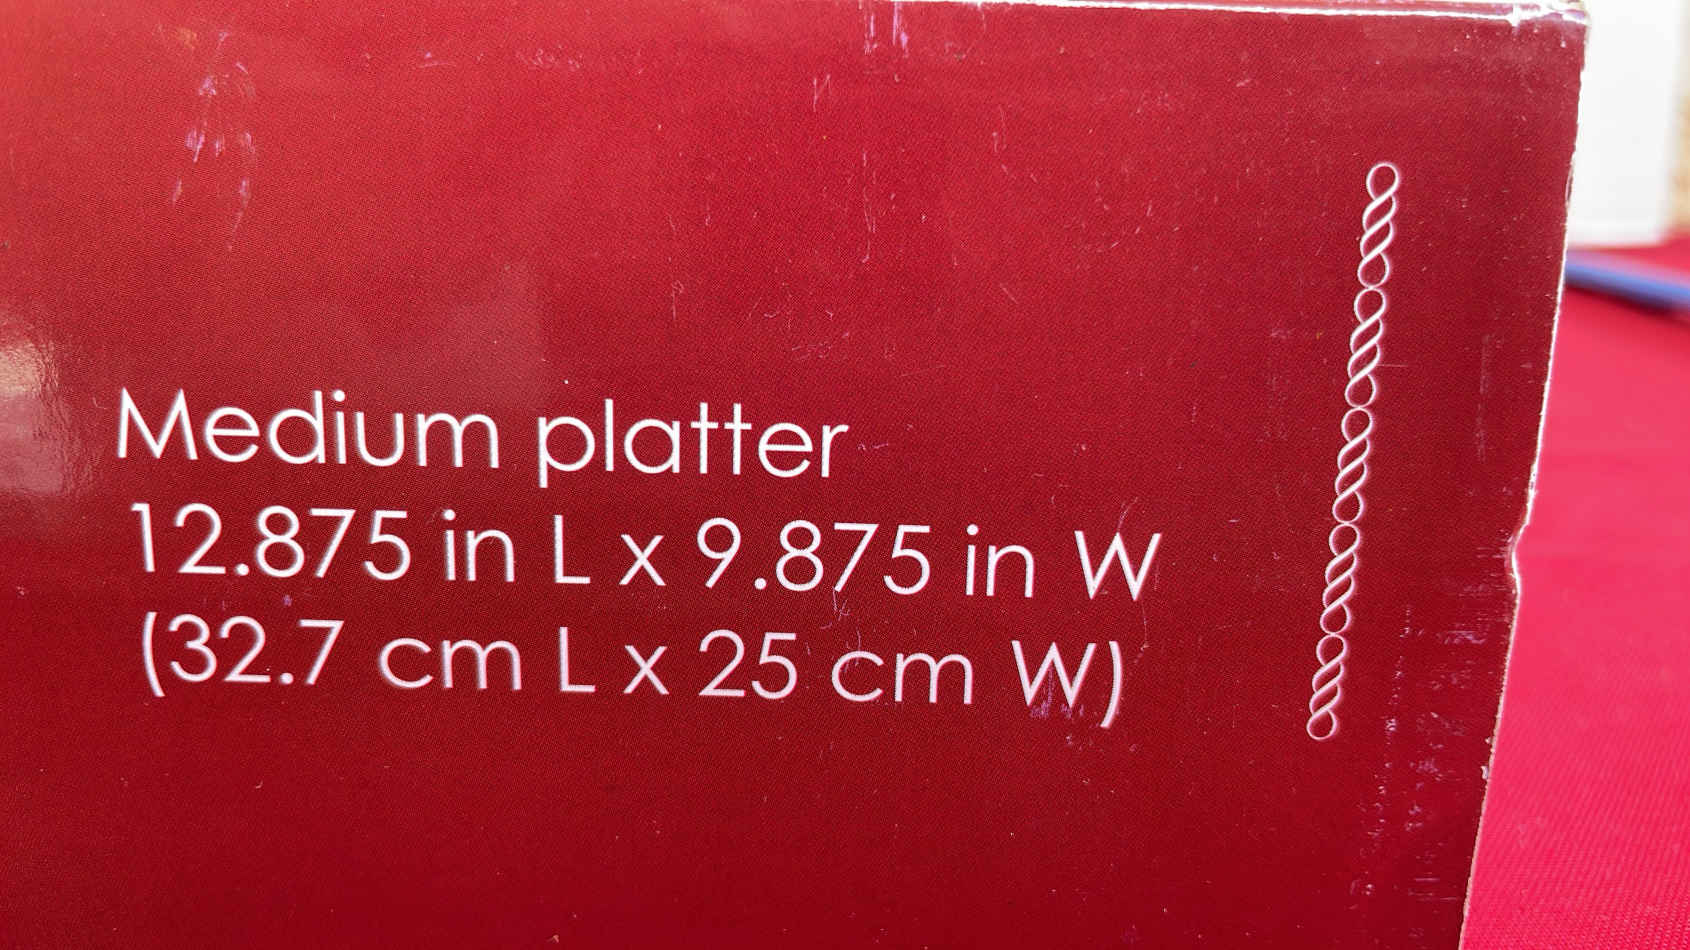 Medium platter
12.875 in L x 9.875 in W
(32.7 cm L x 25 cm W)